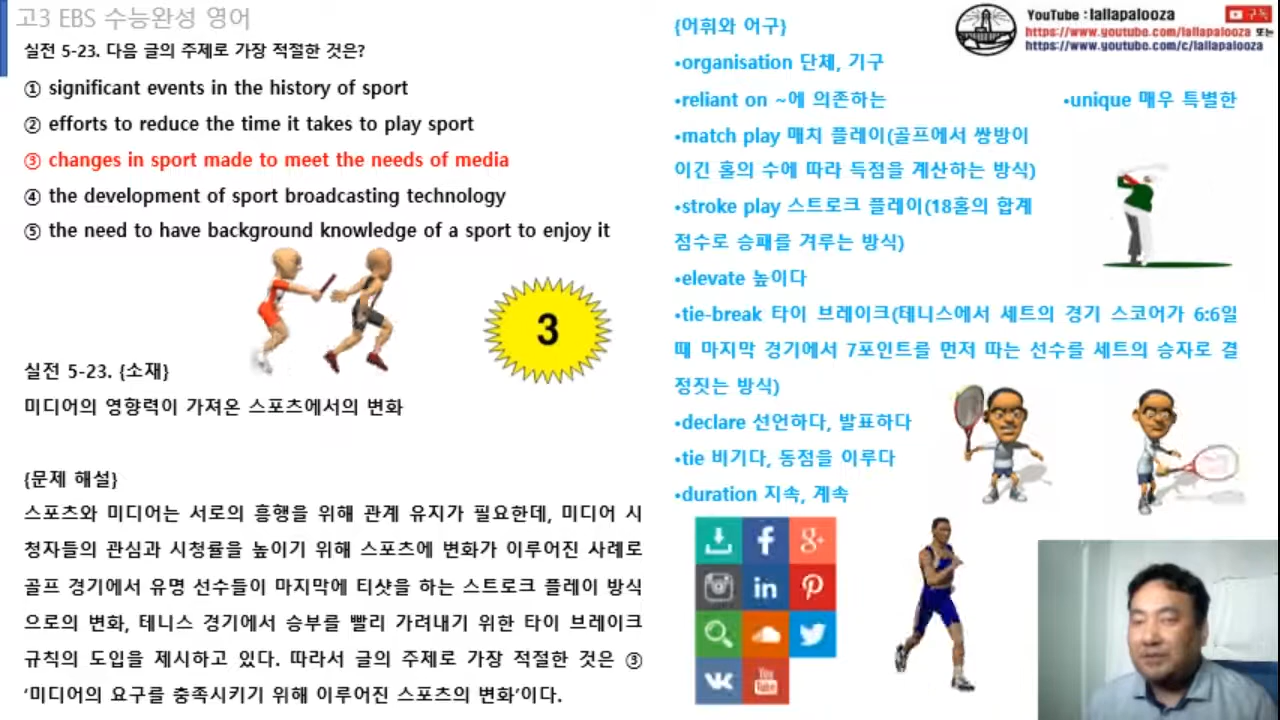 고3 EBS 수능완성 영어
실전 5-23. 다음 글의 주제로 가장 적절한 것은?
① significant events in the history of sport
② efforts to reduce the time it takes to play sport
③ changes in sport made to meet the needs of media
④ the development of sport broadcasting technology
⑤ the need to have background knowledge of a sport to enjoy it
3
실전 5-23. {소재}
미디어의 영향력이 가져온 스포츠에서의 변화
{문제 해설}
스포츠와 미디어는 서로의 흥행을 위해 관계 유지가 필요한데, 미디어 시
청자들의 관심과 시청률을 높이기 위해 스포츠에 변화가 이루어진 사례로
골프 경기에서 유명 선수들이 마지막에 티샷을 하는 스트로크 플레이 방식
으로의 변화, 테니스 경기에서 승부를 빨리 가려내기 위한 타이 브레이크
규칙의 도입을 제시하고 있다. 따라서 글의 주제로 가장 적절한 것은 ③
‘미디어의 요구를 충족시키기 위해 이루어진 스포츠의 변화’이다.
{어휘와 어구}
•organisation 단체, 기구
•reliant on ~에 의존하는
•unique 매우 특별한
•match play 매치 플레이(골프에서 쌍방이
이긴 홀의 수에 따라 득점을 계산하는 방식)
•stroke play 스트로크 플레이(18홀의 합계
점수로 승패를 겨루는 방식)
•elevate 높이다
•tie-break 타이 브레이크(테니스에서 세트의 경기 스코어가 6:6일
때 마지막 경기에서 7포인트를 먼저 따는 선수를 세트의 승자로 결
정짓는 방식)
•declare 선언하다, 발표하다
•tie 비기다, 동점을 이루다
•duration 지속, 계속
YouTube : lallapalooza
구독
https://www.youtube.com/lallapalooza 또는
https://www.youtube.com/c/lallapalooza
f
g+
in
You
Tube